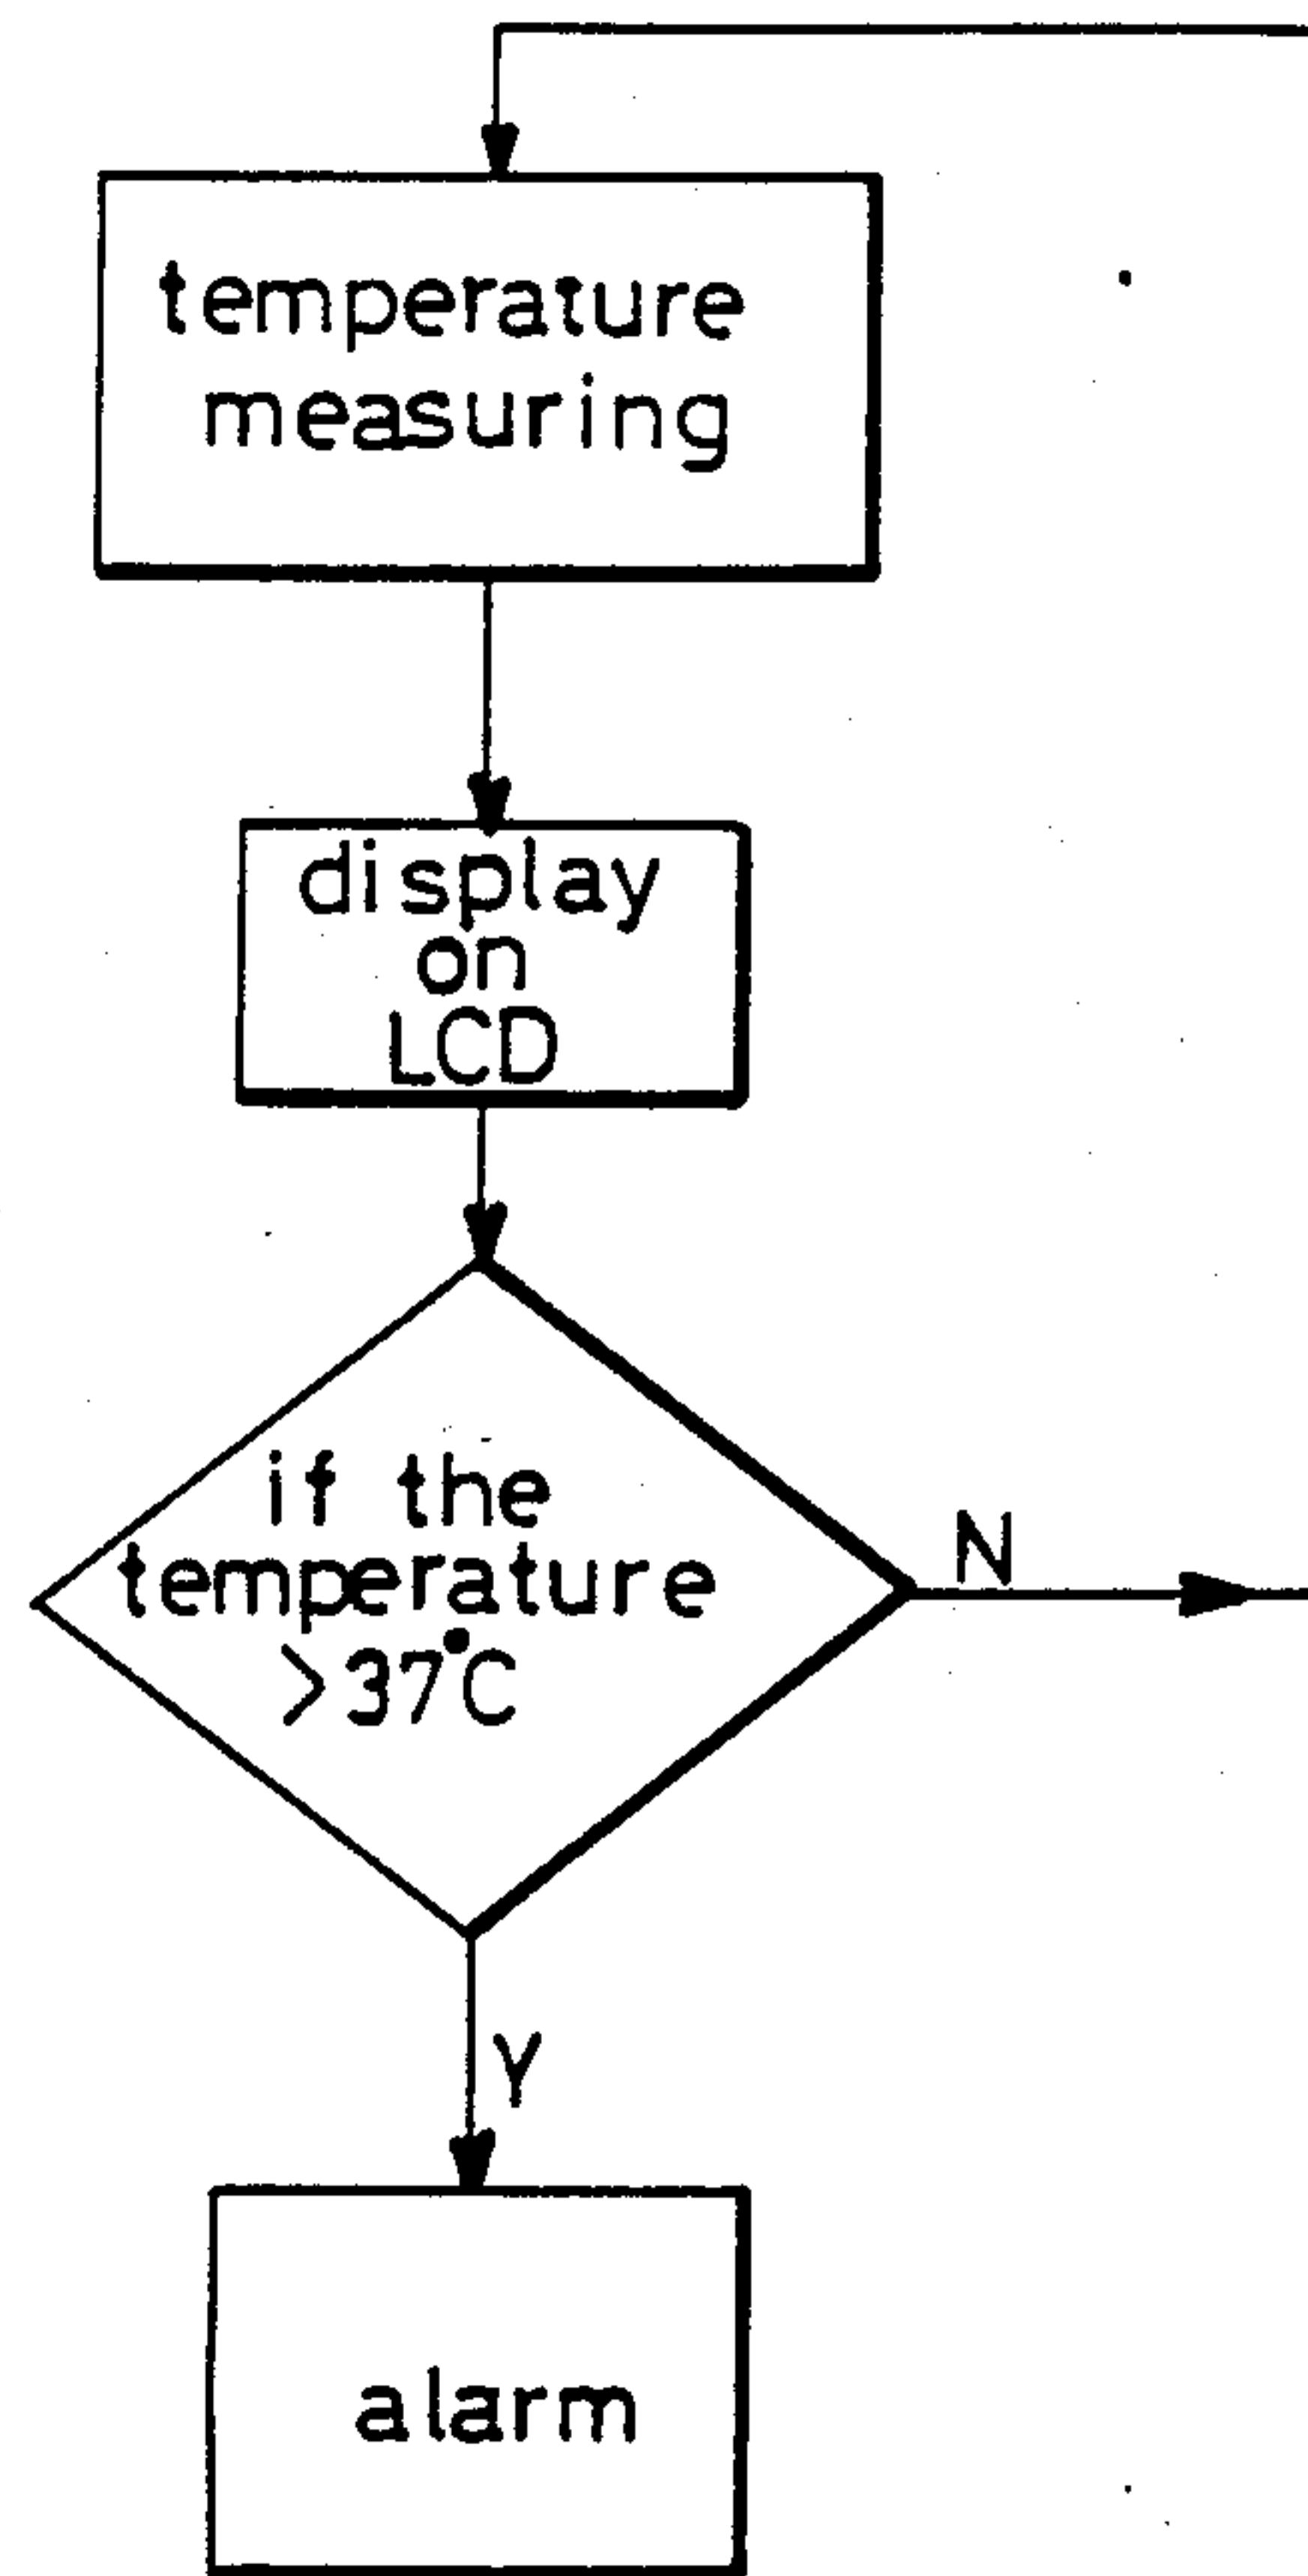 temperature
measuring
display
on
LCD
if the
temperature
>37°C
N
Y
alarm